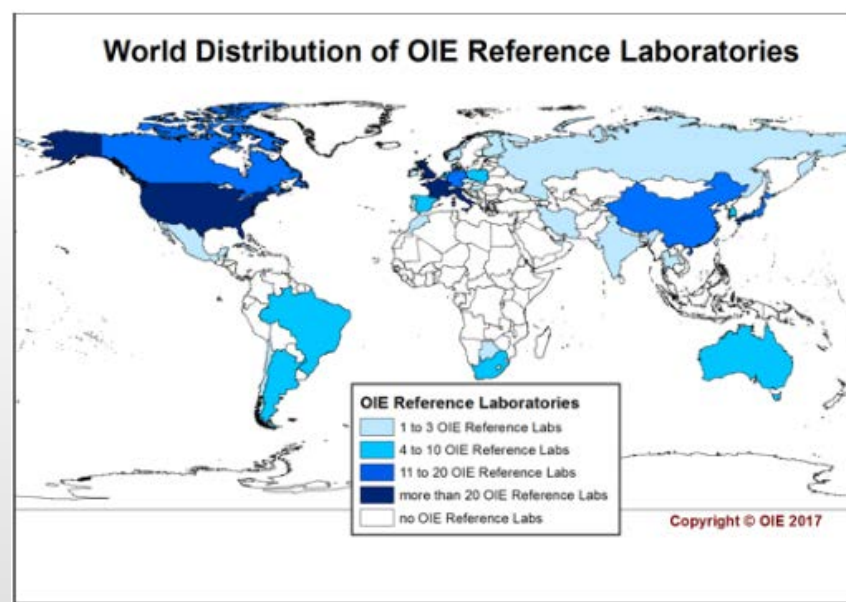 World Distribution of OIE Reference Laboratories
OIE Reference Laboratories
1 to 3 OIE Reference Labs
4 to 10 OIE Reference Labs
11 to 20 OIE Reference Labs
more than 20 OIE Reference Labs
no OIE Reference Labs
Copyright © OIE 2017